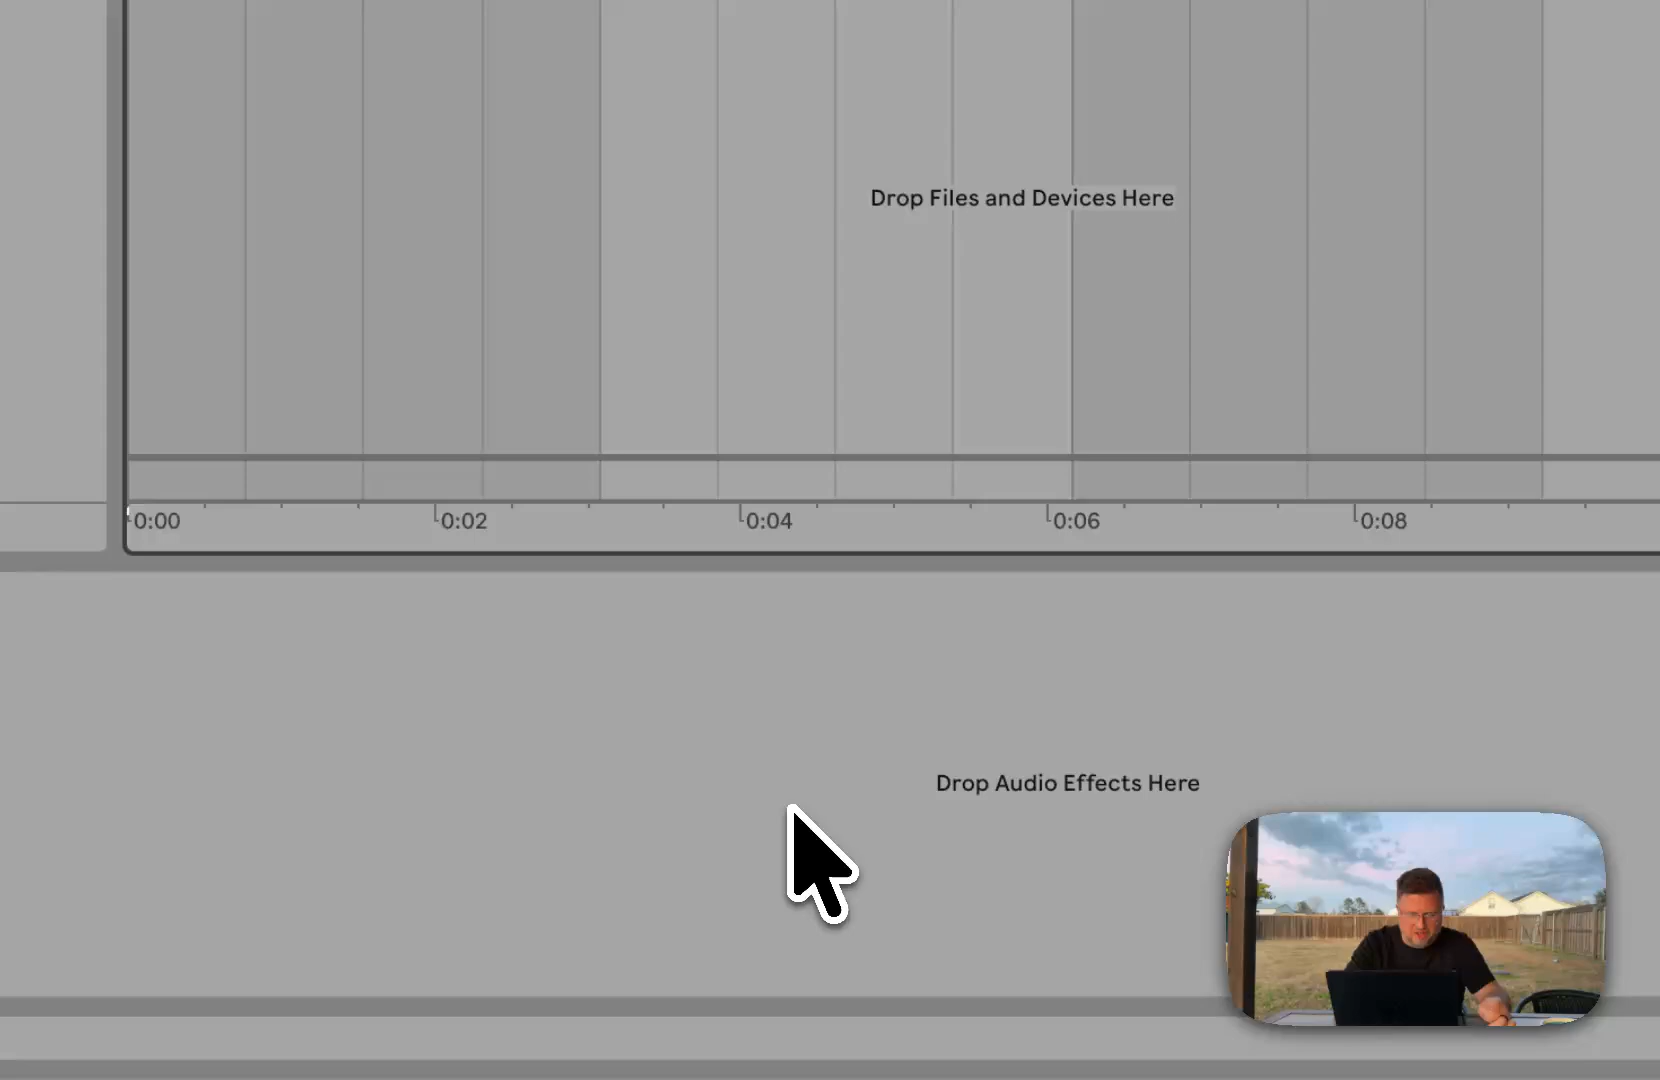 Drop Files and Devices Here
0:00 0:02 0:04 0:06 0:08
Drop Audio Effects Here